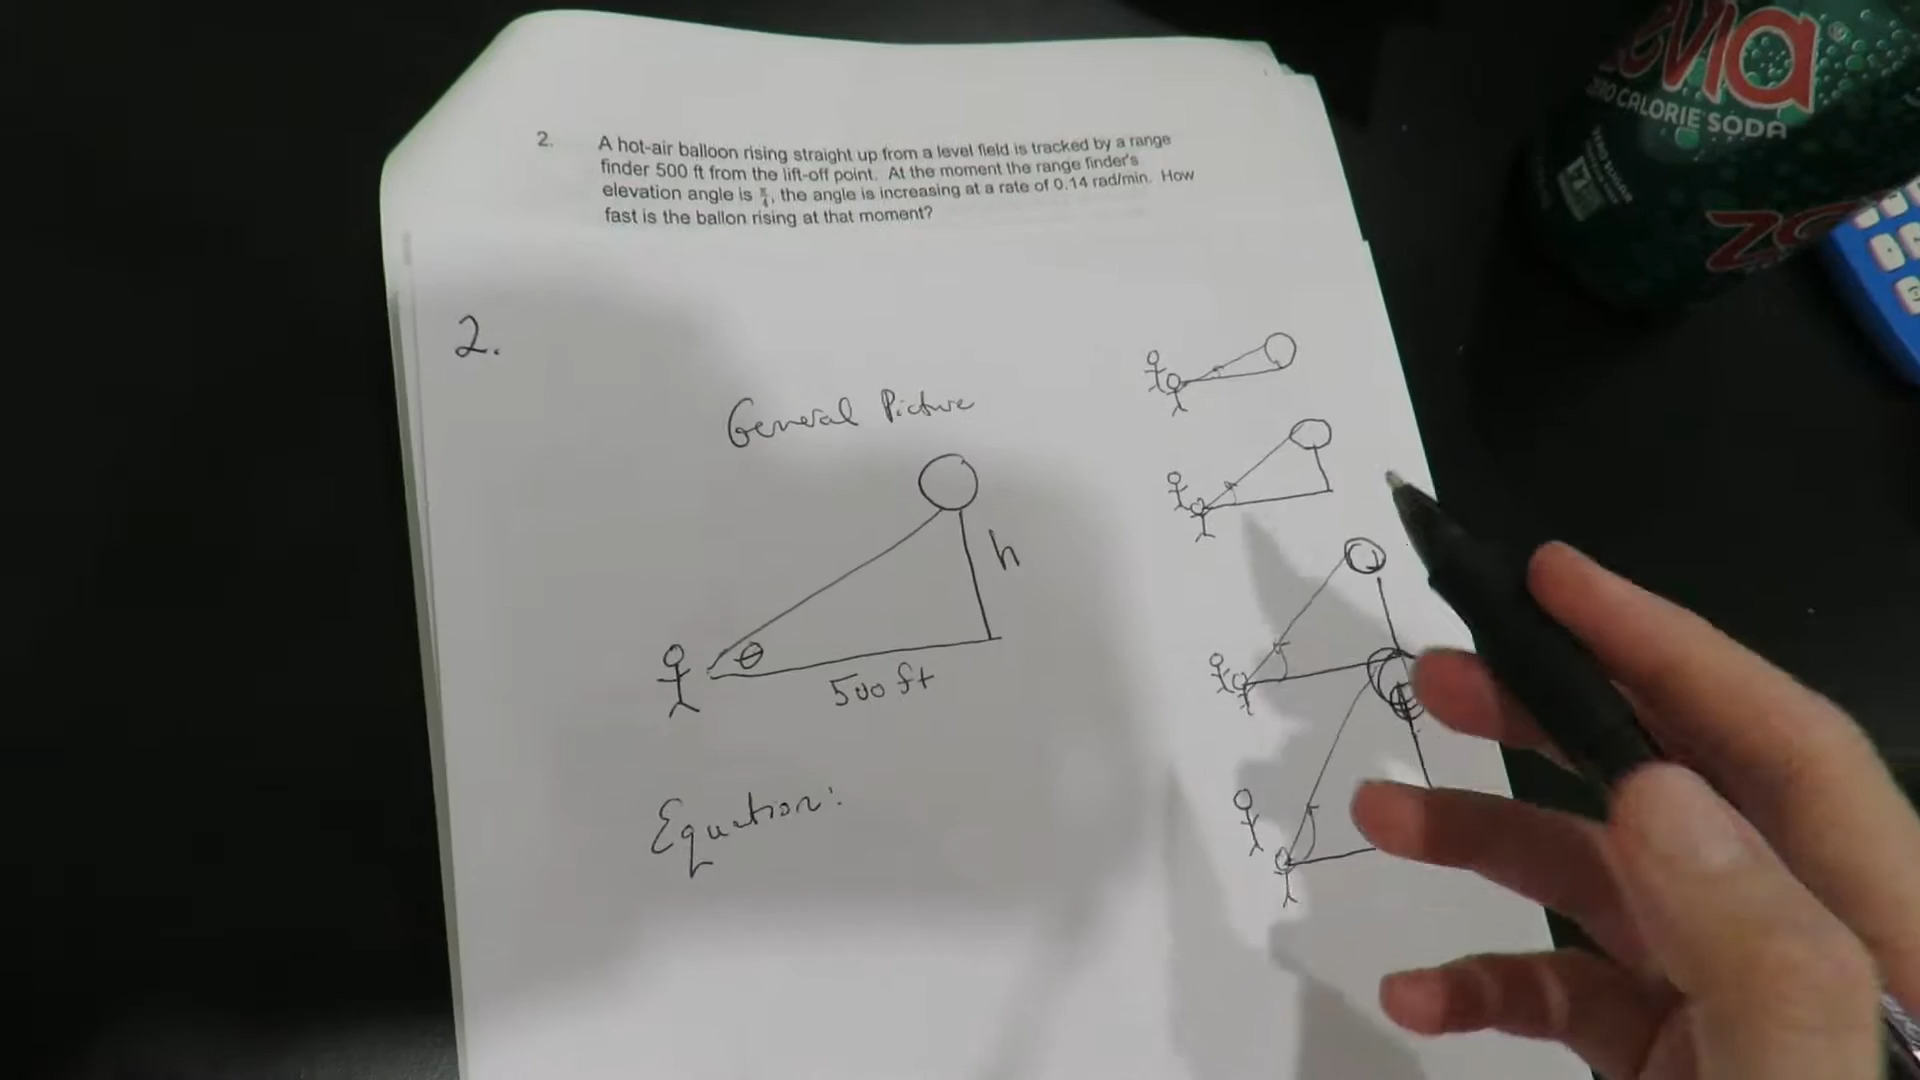 2. A hot-air balloon rising straight up from a level field is tracked by a range
finder 500 ft from the lift-off point. At the moment the range finder's
elevation angle is π/4, the angle is increasing at a rate of 0.14 rad/min. How
fast is the ballon rising at that moment?
2.
General Picture
h
θ
500 ft
Equation:
evia
ZERO CALORIE SODA